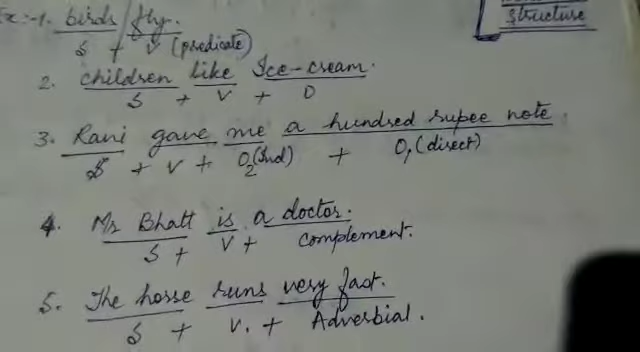 Ex:-1. birds / fly.
S + V (predicate)
structure
2. children like Ice-cream.
S + V + O
3. Rani gave me a hundred rupee note.
S + V + O2 (Ind) + O1 (direct)
4. Mr Bhatt is a doctor.
S + V + complement.
5. The horse runs very fast.
S + V. + Adverbial.